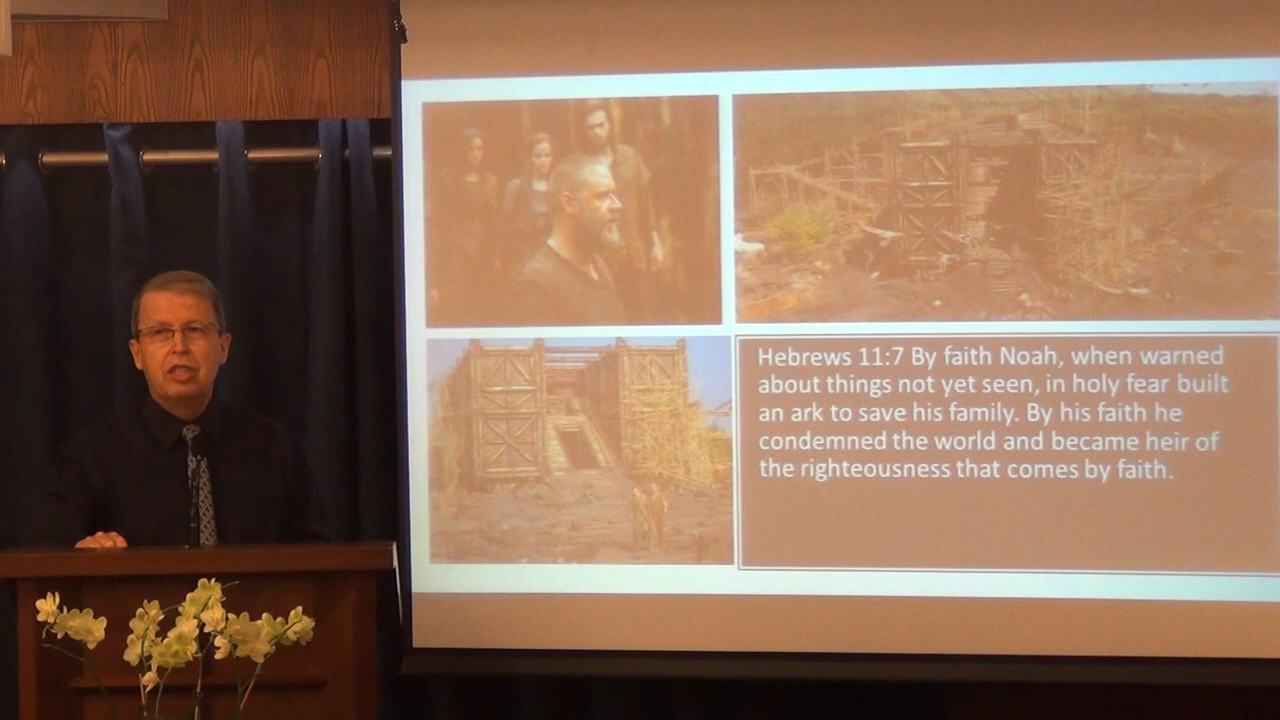 Hebrews 11:7 By faith Noah, when warned
about things not yet seen, in holy fear built
an ark to save his family. By his faith he
condemned the world and became heir of
the righteousness that comes by faith.